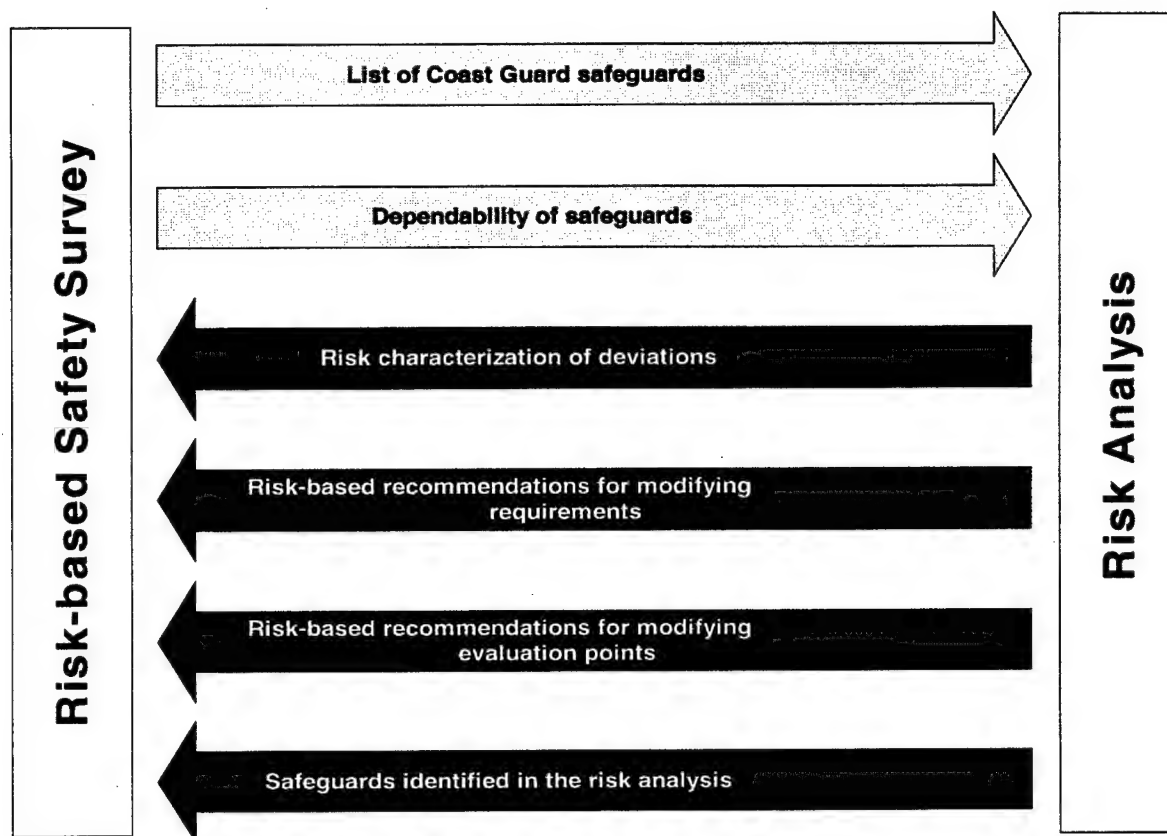 Risk-based Safety Survey
List of Coast Guard safeguards
Dependability of safeguards
Risk characterization of deviations
Risk-based recommendations for modifying
requirements
Risk-based recommendations for modifying
evaluation points
Safeguards identified in the risk analysis
Risk Analysis